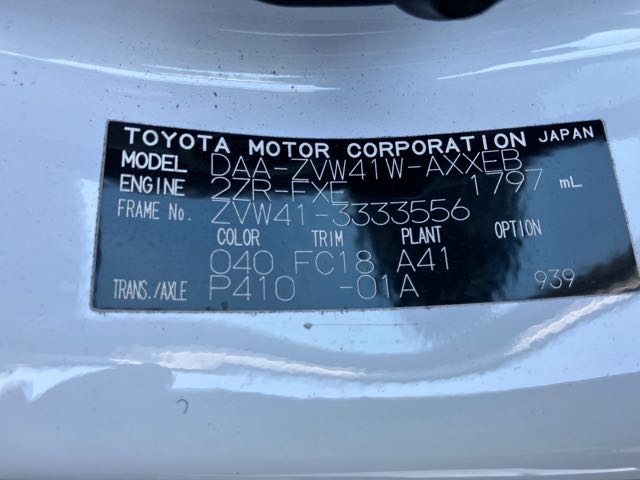 TOYOTA MOTOR CORPORATION JAPAN
MODEL DAA-ZVW41W-AXXEB
ENGINE 2ZR-FXE 1797 mL
FRAME No. ZVW41-3333556
COLOR TRIM PLANT OPTION
040 FC18 A41
TRANS./AXLE P410 -01A 939